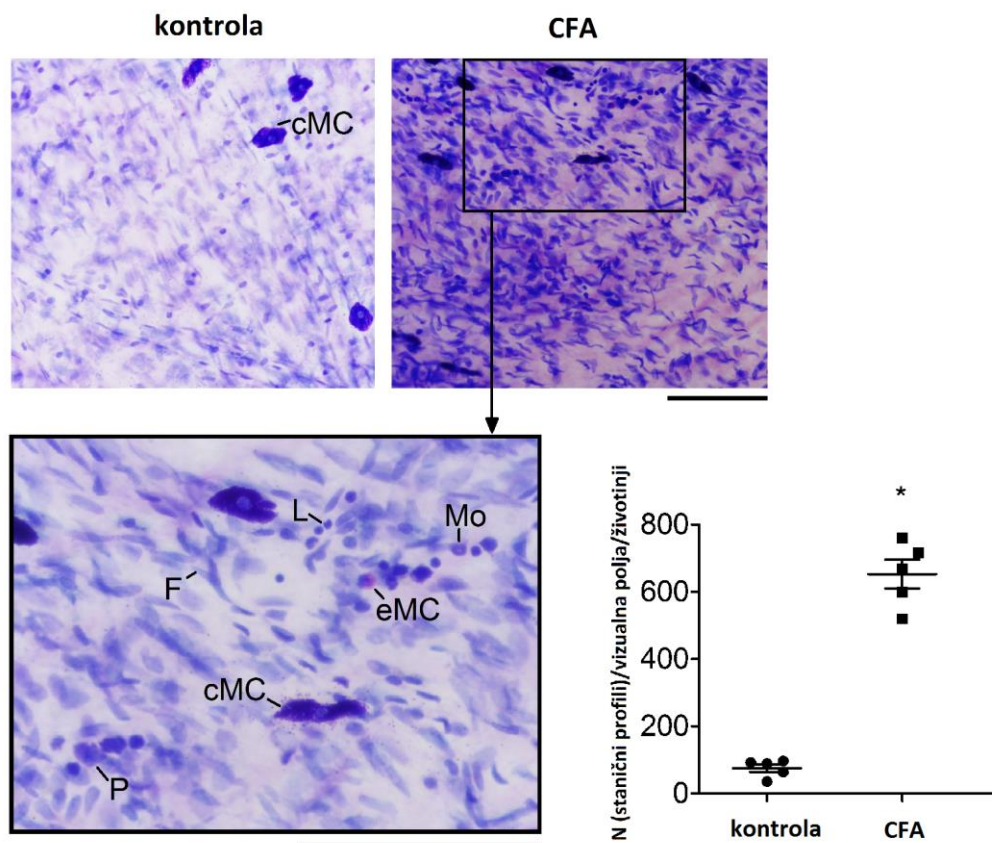 kontrola
CFA
cMC
L
Mo
F
eMC
cMC
P
N (stanični profili)/vizualna polja/životinji
*
800
600
400
200
0
kontrola
CFA